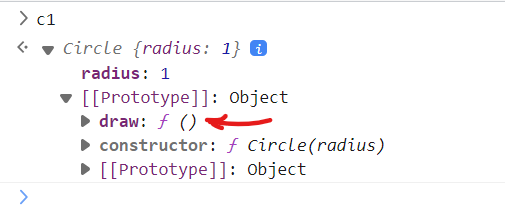 c1
Circle {radius: 1} i
radius: 1
[[Prototype]]: Object
draw: ƒ ()
constructor: ƒ Circle(radius)
[[Prototype]]: Object